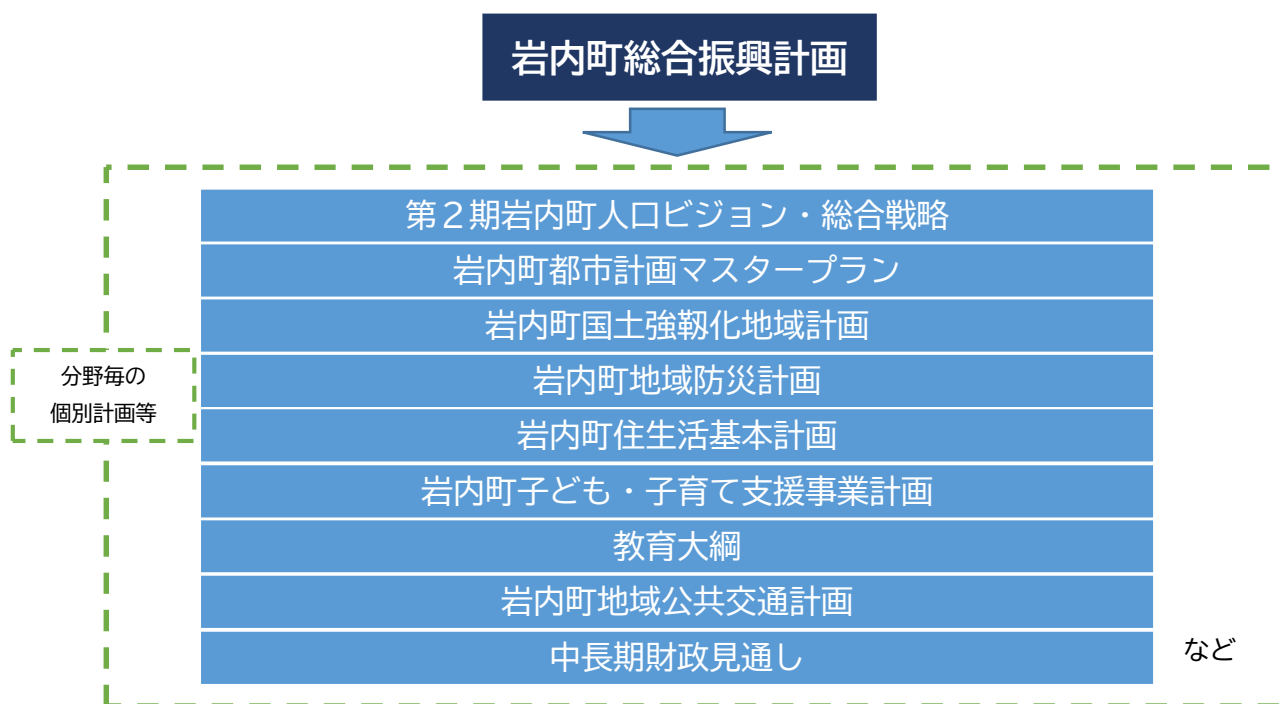 岩内町総合振興計画
第２期岩内町人口ビジョン・総合戦略
岩内町都市計画マスタープラン
岩内町国土強靱化地域計画
岩内町地域防災計画
岩内町住生活基本計画
岩内町子ども・子育て支援事業計画
教育大綱
岩内町地域公共交通計画
中長期財政見通し
分野毎の
個別計画等
など